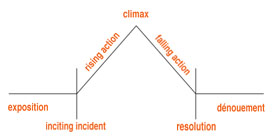 climax
rising action
falling action
exposition
dénouement
inciting incident
resolution